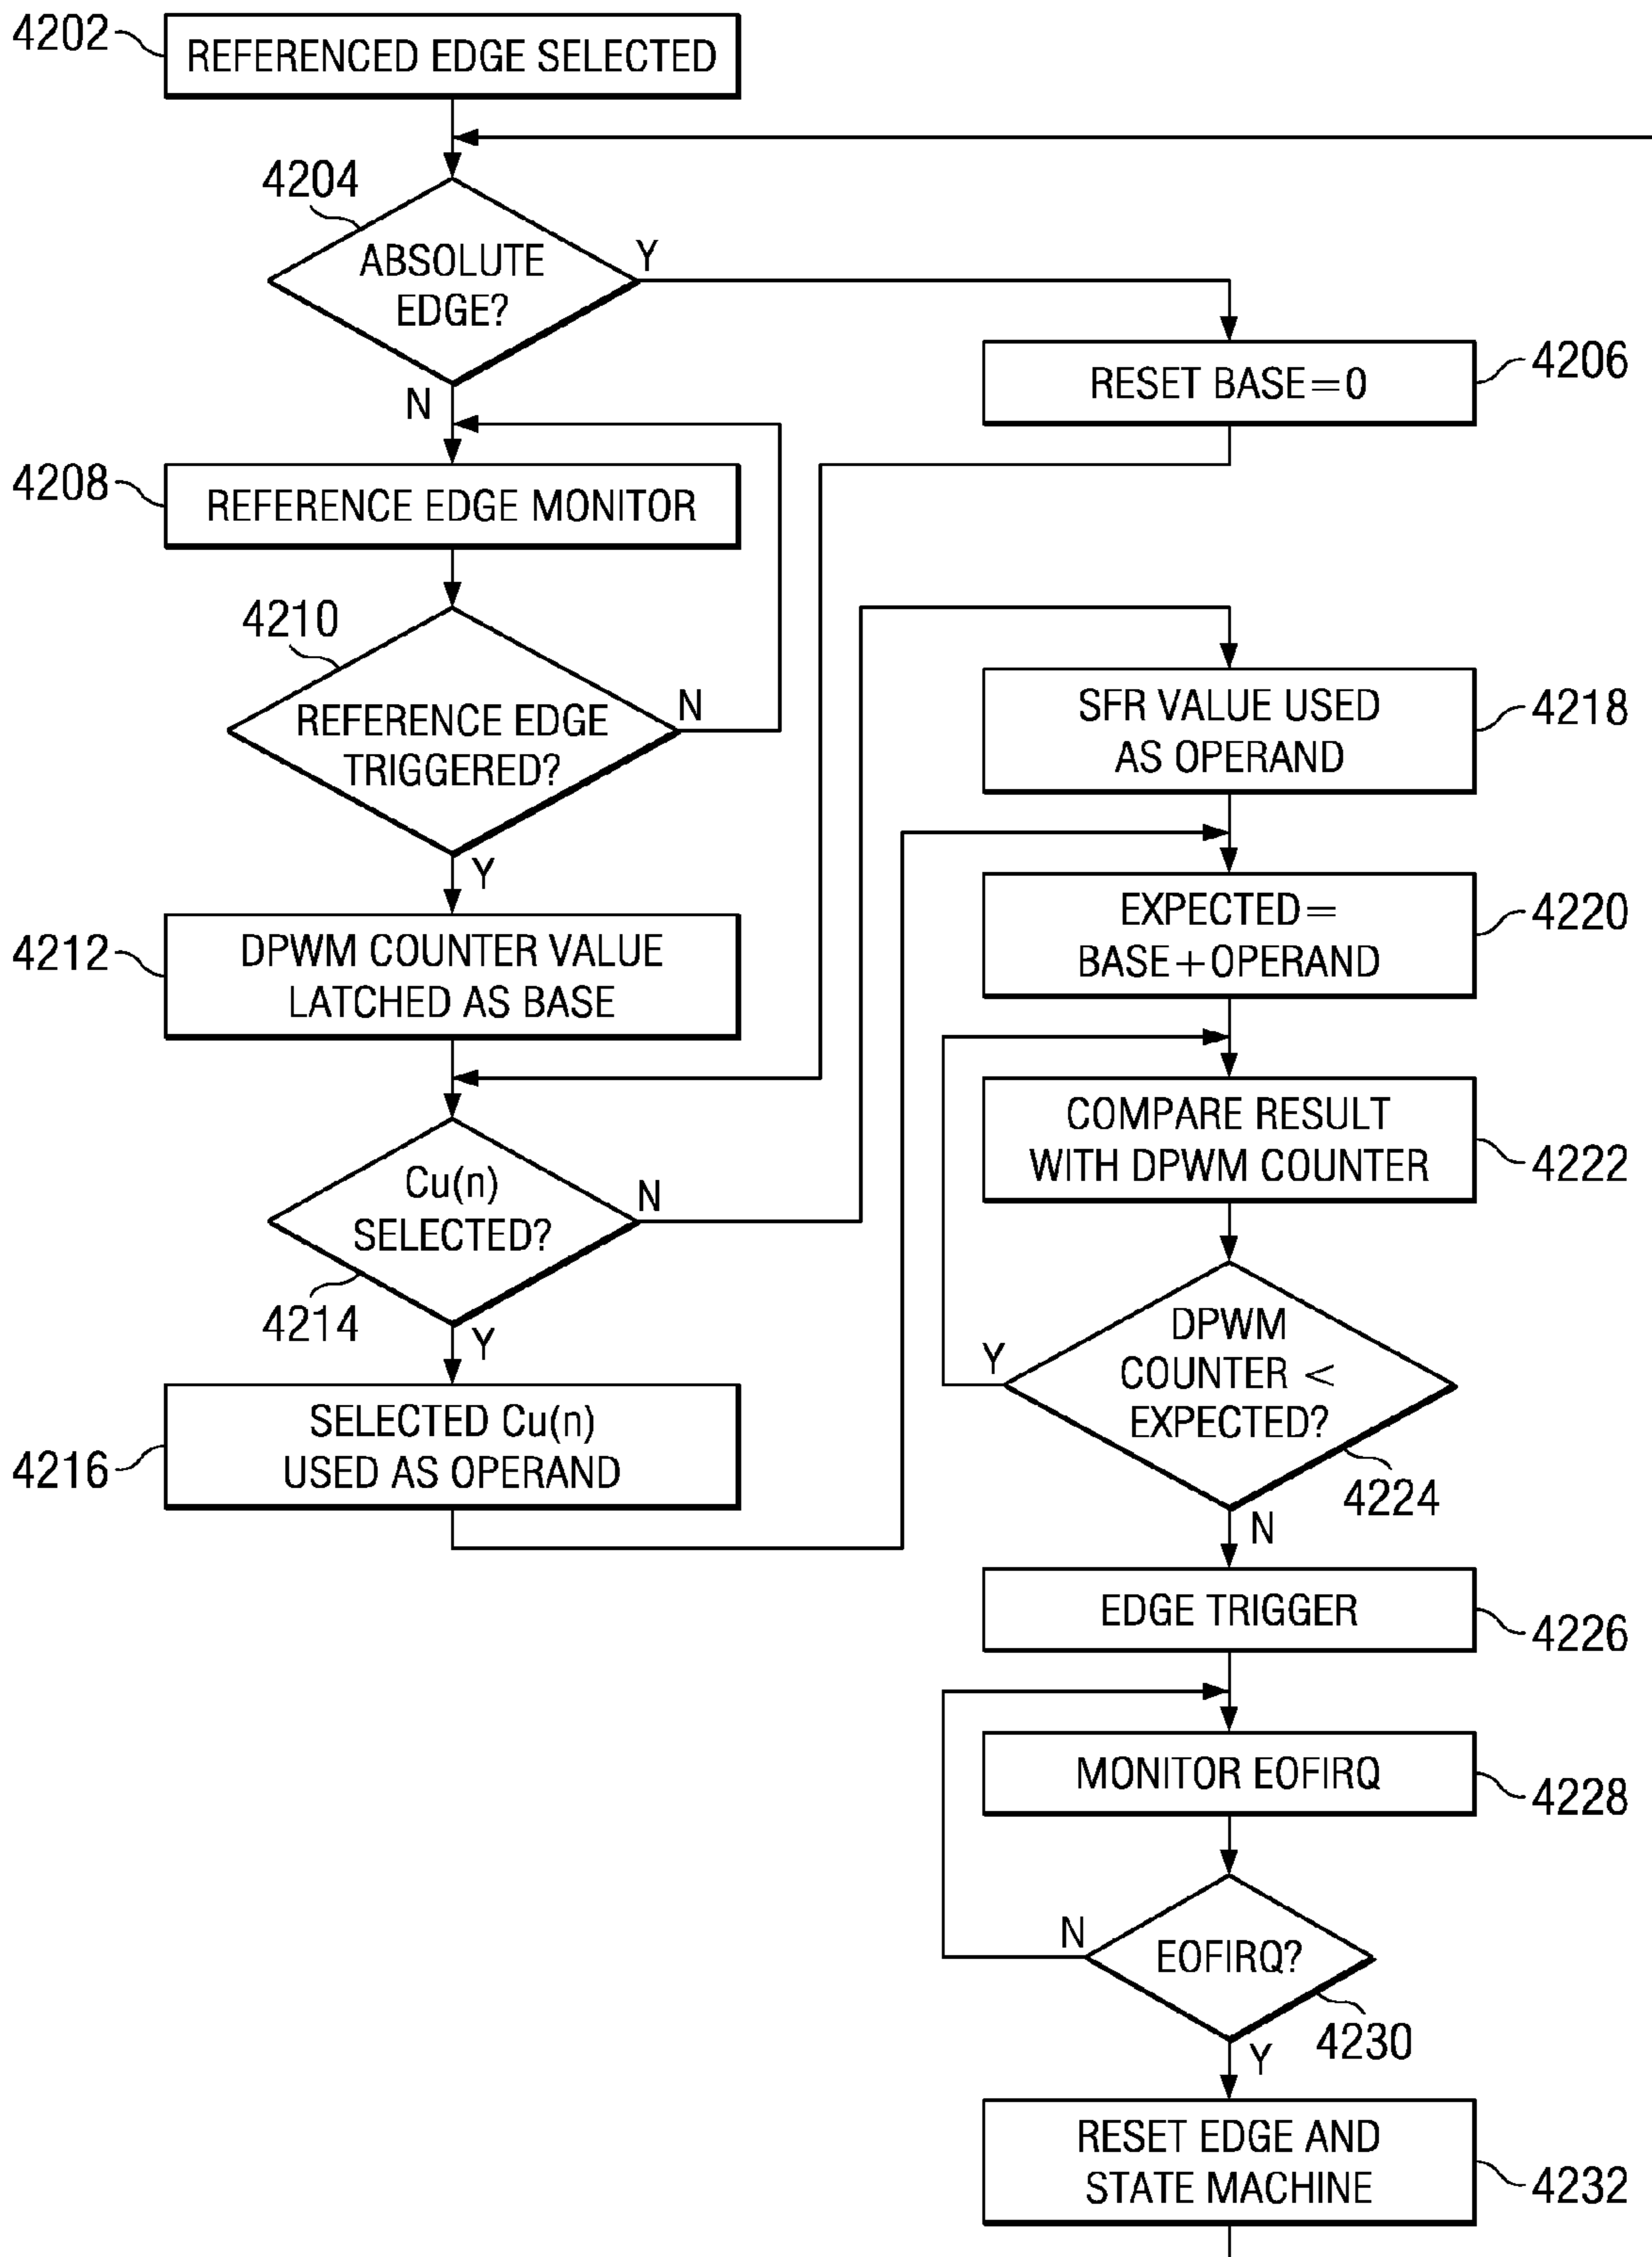 4202
REFERENCED EDGE SELECTED
4204
ABSOLUTE
EDGE?
Y
N
RESET BASE=0
4206
4208
REFERENCE EDGE MONITOR
4210
REFERENCE EDGE
TRIGGERED?
N
Y
4212
DPWM COUNTER VALUE
LATCHED AS BASE
Cu(n)
SELECTED?
N
4214
Y
4216
SELECTED Cu(n)
USED AS OPERAND
SFR VALUE USED
AS OPERAND
4218
EXPECTED=
BASE+OPERAND
4220
COMPARE RESULT
WITH DPWM COUNTER
4222
DPWM
COUNTER <
EXPECTED?
Y
4224
N
EDGE TRIGGER
4226
MONITOR EOFIRQ
4228
N
EOFIRQ?
4230
Y
RESET EDGE AND
STATE MACHINE
4232